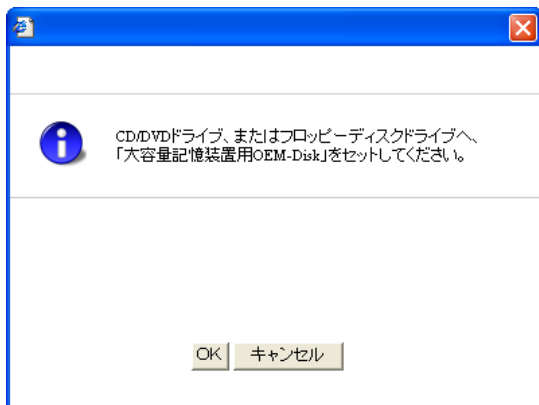 CD/DVDドライブ、またはフロッピーディスクドライブへ、
「大容量記憶装置用OEM-Disk」をセットしてください。
OK キャンセル